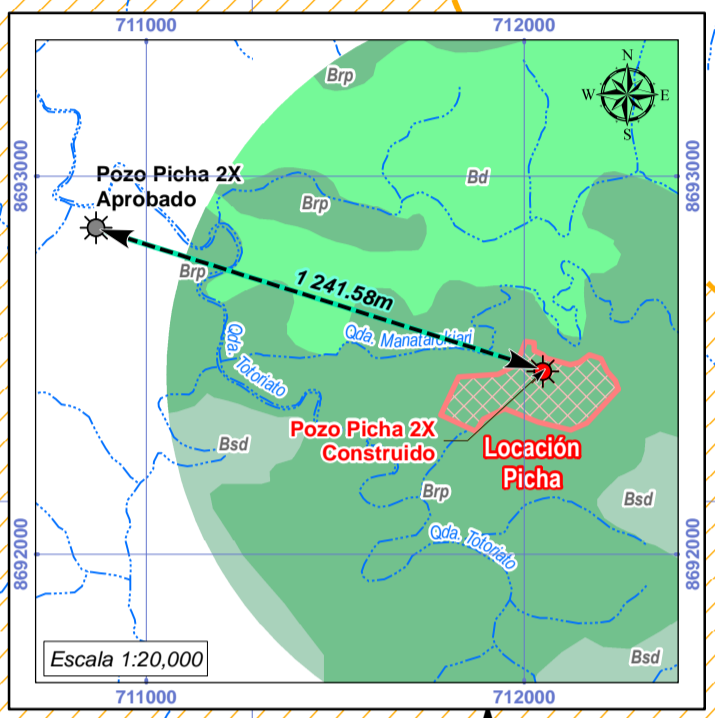 711000
712000
N
W
E
S
Brp
8693000
8693000
Pozo Picha 2X
Aprobado
Bd
Brp
Brp
1 241.58m
Qda. Manatarokiari
Qda. Totoriato
Pozo Picha 2X
Construido
Locación
Picha
Bsd
Brp
Bsd
Qda. Totoriato
8692000
8692000
Escala 1:20,000
Bsd
711000
712000